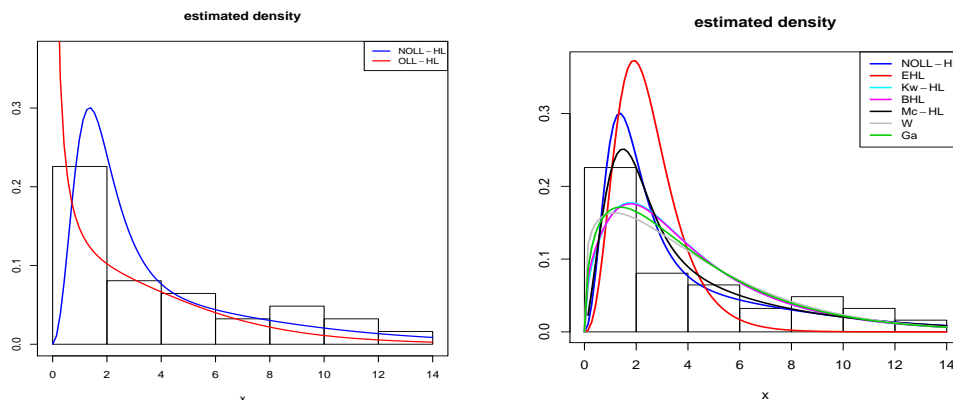 estimated density
NOLL-HL
OLL-HL
0.3
0.2
0.1
0.0
0 2 4 6 8 10 12 14
estimated density
NOLL-H
EHL
Kw-HL
BHL
Mc-HL
W
Ga
0.3
0.2
0.1
0.0
0 2 4 6 8 10 12 14
x